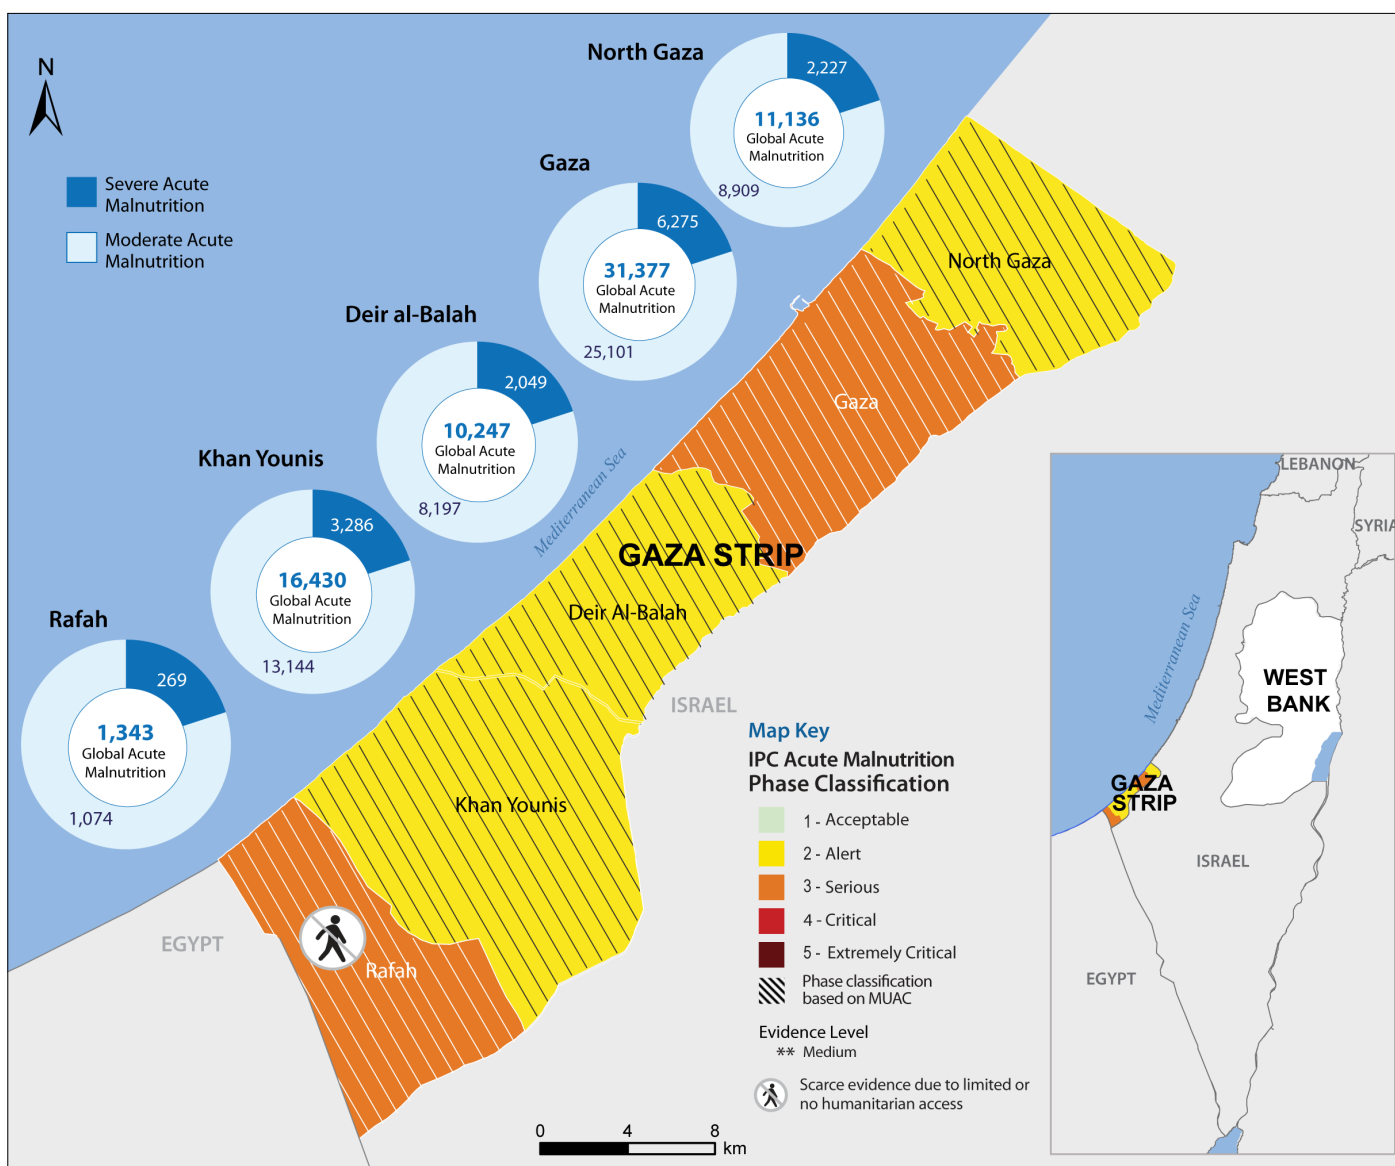 N
Severe Acute
Malnutrition
Moderate Acute
Malnutrition
North Gaza
2,227
11,136
Global Acute
Malnutrition
8,909
Gaza
6,275
31,377
Global Acute
Malnutrition
25,101
Deir al-Balah
2,049
10,247
Global Acute
Malnutrition
8,197
Khan Younis
3,286
16,430
Global Acute
Malnutrition
13,144
Rafah
269
1,343
Global Acute
Malnutrition
1,074
North Gaza
Gaza
Mediterranean Sea
GAZA STRIP
Deir Al-Balah
ISRAEL
Khan Younis
EGYPT
Rafah
Map Key
IPC Acute Malnutrition
Phase Classification
1 - Acceptable
2 - Alert
3 - Serious
4 - Critical
5 - Extremely Critical
Phase classification
based on MUAC
Evidence Level
** Medium
Scarce evidence due to limited or
no humanitarian access
0 4 8
km
LEBANON
SYRIA
Mediterranean Sea
WEST
BANK
GAZA
STRIP
ISRAEL
EGYPT